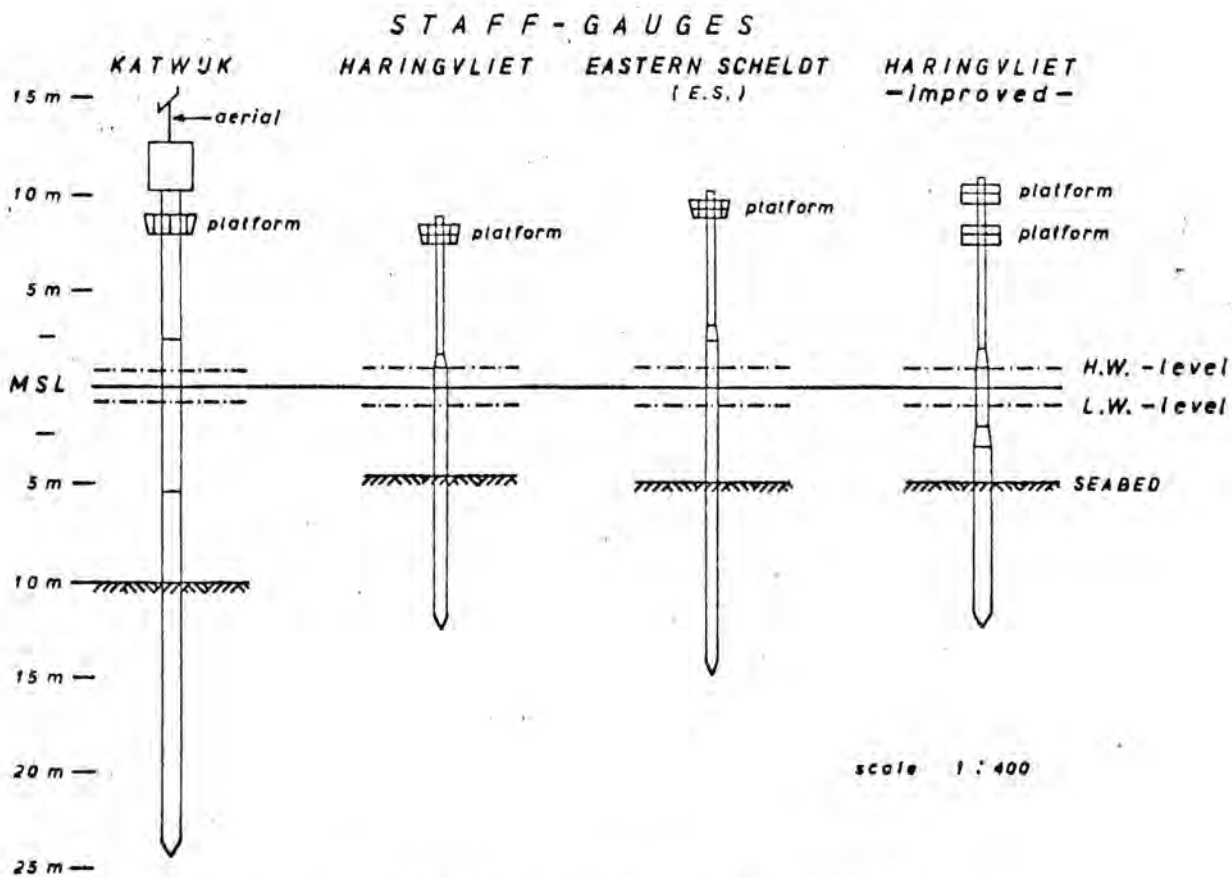 STAFF-GAUGES
KATWIJK
HARINGVLIET
EASTERN SCHELDT
(E.S.)
HARINGVLIET
-improved-
15 m
aerial
10 m
platform
platform
platform
platform
platform
5 m
H.W.-level
MSL
L.W.-level
5 m
SEABED
10 m
15 m
20 m
scale 1:400
25 m